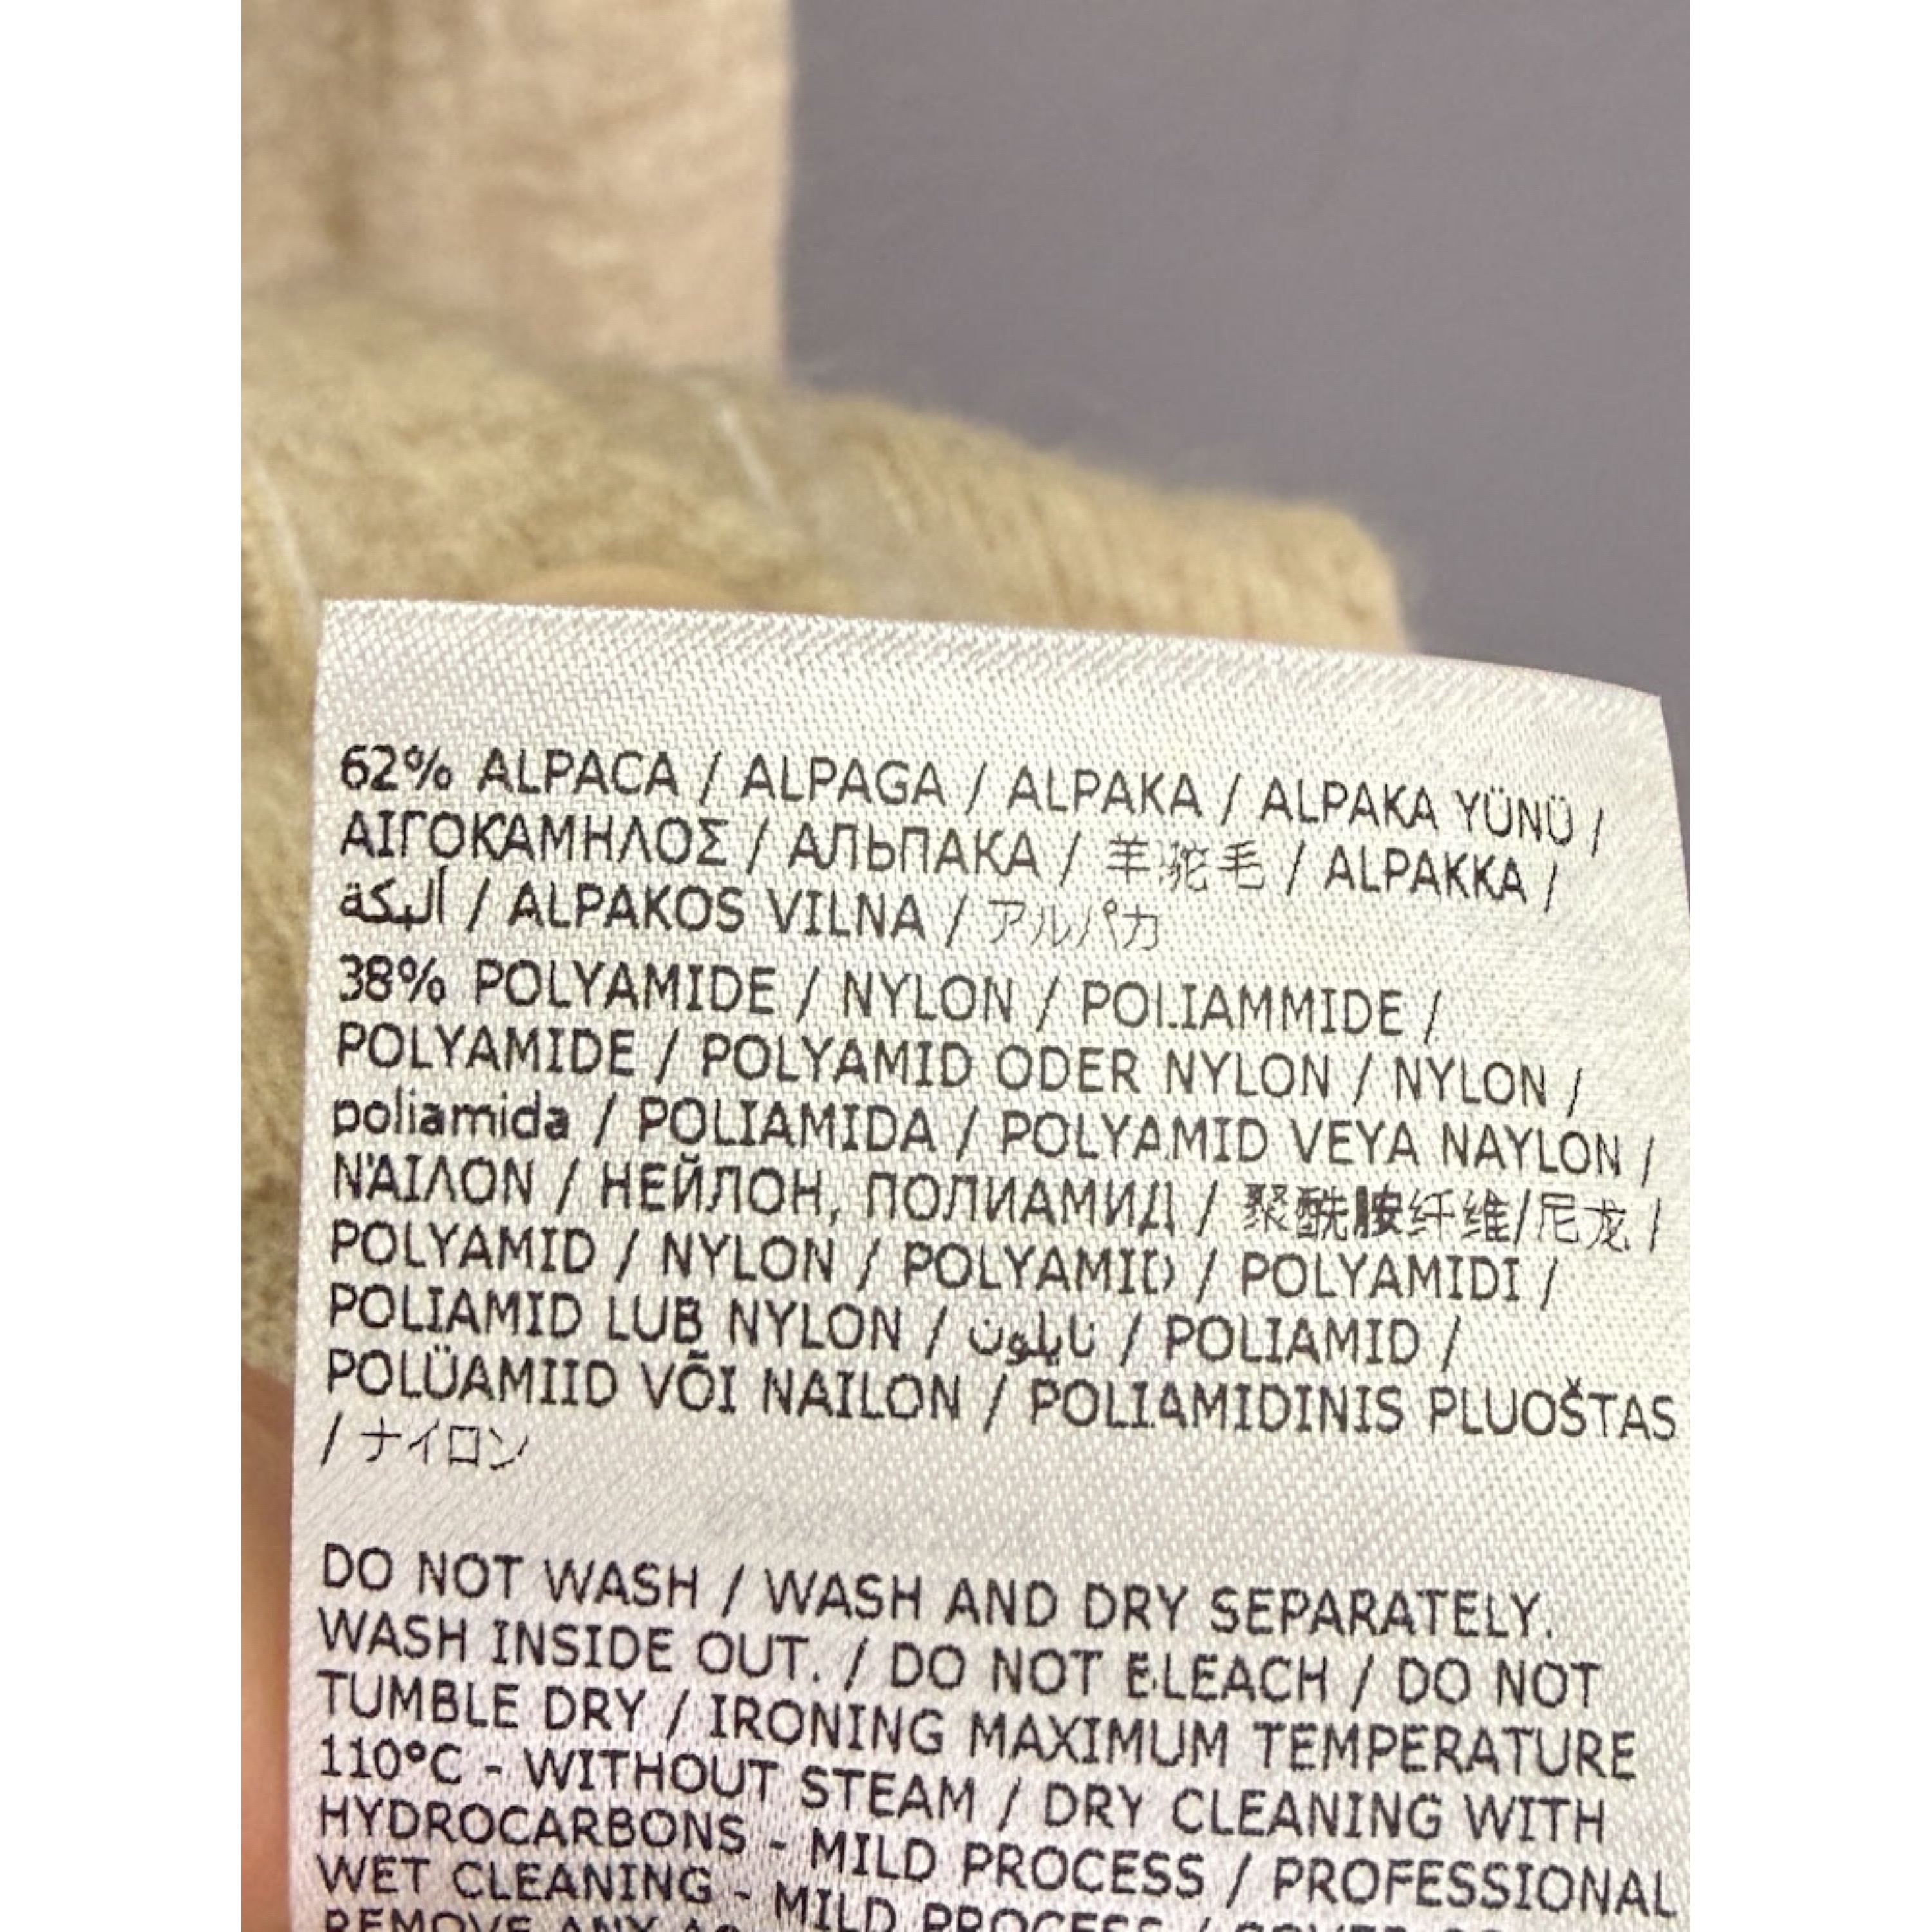 62% ALPACA / ALPAGA / ALPAKA / ALPAKA YÜNÜ /
ΑΙΓΟΚΑΜΗΛΟΣ / АЛЬПАКА / 羊驼毛 / ALPAKKA /
ألبكة / ALPAKOS VILNA / アルパカ
38% POLYAMIDE / NYLON / POLIAMMIDE /
POLYAMIDE / POLYAMID ODER NYLON / NYLON /
poliamida / POLIAMIDA / POLYAMID VEYA NAYLON /
ΝΆΙΛΟΝ / НЕЙЛОН, ПОЛИАМИД / 聚酰胺纤维/尼龙 /
POLYAMID / NYLON / POLYAMID / POLYAMIDI /
POLIAMID LUB NYLON / نايلون / POLIAMID /
POLÜAMIID VÕI NAILON / POLIAMIDINIS PLUOŠTAS
/ ナイロン
DO NOT WASH / WASH AND DRY SEPARATELY.
WASH INSIDE OUT. / DO NOT BLEACH / DO NOT
TUMBLE DRY / IRONING MAXIMUM TEMPERATURE
110°C - WITHOUT STEAM / DRY CLEANING WITH
HYDROCARBONS - MILD PROCESS / PROFESSIONAL
WET CLEANING - MILD PROCESS /
REMOVE ANY